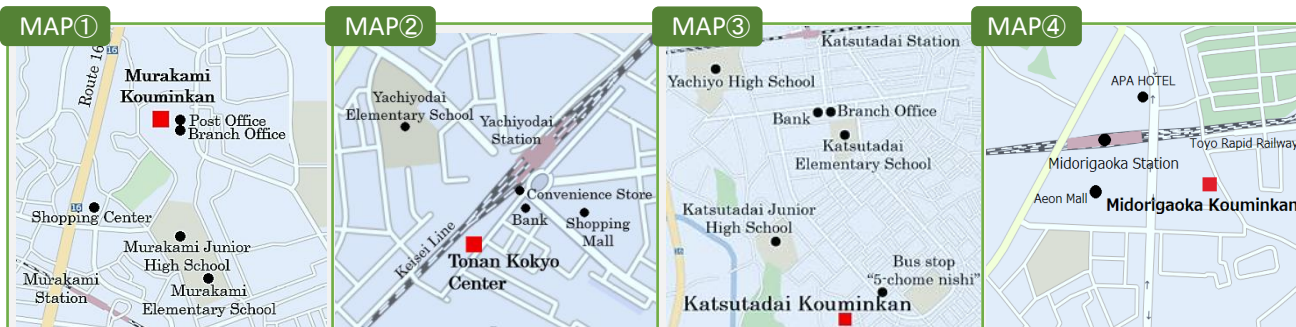 MAP①
Route 16
16
Murakami
Kouminkan
Post Office
Branch Office
16
Shopping Center
Murakami Junior
High School
Murakami
Station
Murakami
Elementary School
MAP②
Yachiyodai
Elementary School
Yachiyodai
Station
Convenience Store
Bank
Shopping
Mall
Keisei Line
Tonan Kokyo
Center
MAP③
Katsutadai Station
Yachiyo High School
Bank
Branch Office
Katsutadai
Elementary School
Katsutadai Junior
High School
16
Bus stop
“5-chome nishi”
Katsutadai Kouminkan
MAP④
APA HOTEL
Toyo Rapid Railway
Midorigaoka Station
Aeon Mall
Midorigaoka Kouminkan